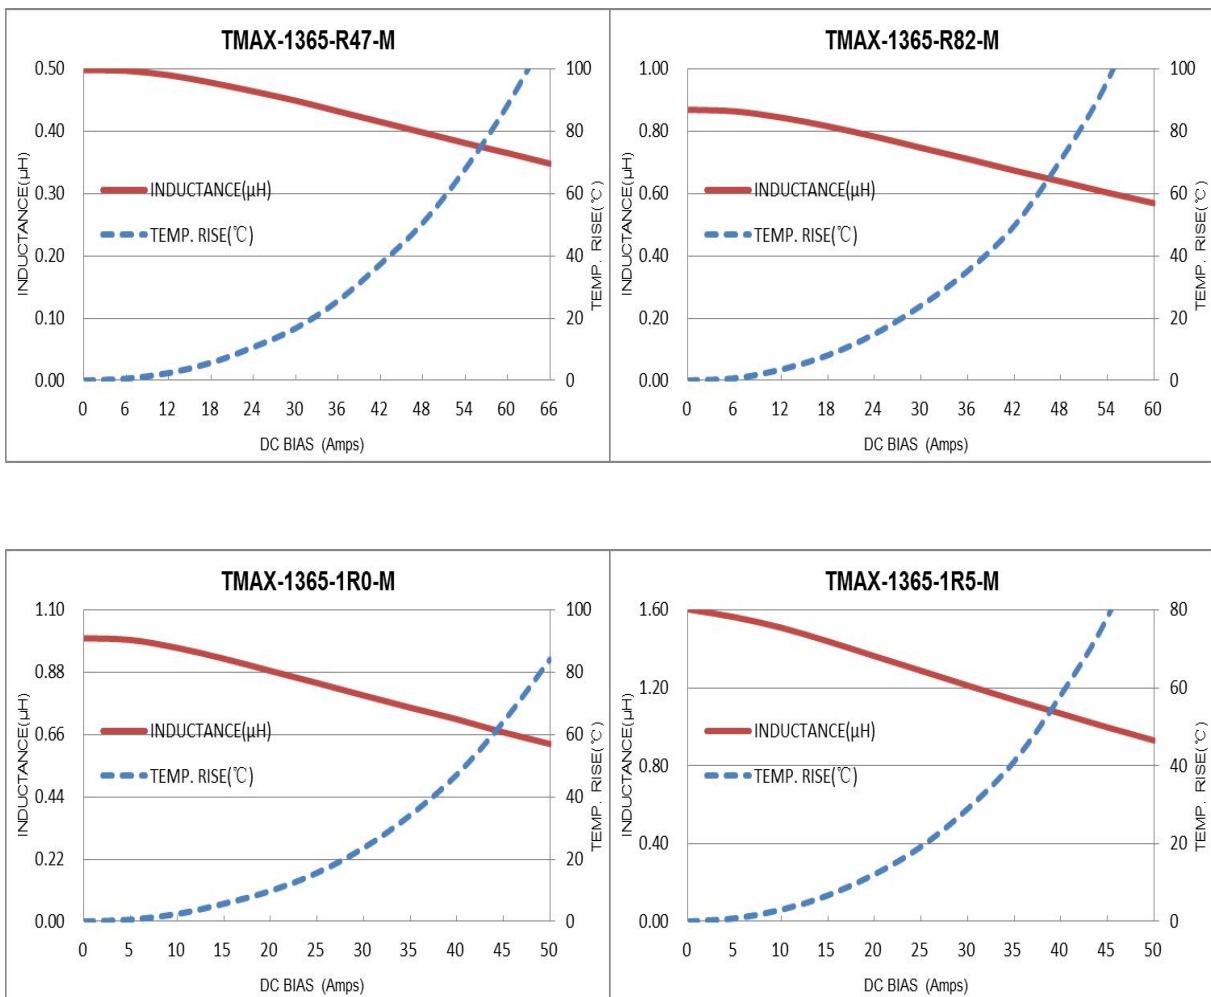 TMAX-1365-R47-M
INDUCTANCE(μH)
0.50
0.40
0.30
0.20
0.10
0.00
INDUCTANCE(μH)
TEMP. RISE(℃)
100
80
60
40
20
0
TEMP. RISE(℃)
0 6 12 18 24 30 36 42 48 54 60 66
DC BIAS (Amps)
TMAX-1365-R82-M
INDUCTANCE(μH)
1.00
0.80
0.60
0.40
0.20
0.00
INDUCTANCE(μH)
TEMP. RISE(℃)
100
80
60
40
20
0
TEMP. RISE(℃)
0 6 12 18 24 30 36 42 48 54 60
DC BIAS (Amps)
TMAX-1365-1R0-M
INDUCTANCE(μH)
1.10
0.88
0.66
0.44
0.22
0.00
INDUCTANCE(μH)
TEMP. RISE(℃)
100
80
60
40
20
0
TEMP. RISE(℃)
0 5 10 15 20 25 30 35 40 45 50
DC BIAS (Amps)
TMAX-1365-1R5-M
INDUCTANCE(μH)
1.60
1.20
0.80
0.40
0.00
INDUCTANCE(μH)
TEMP. RISE(℃)
80
60
40
20
0
TEMP. RISE(℃)
0 5 10 15 20 25 30 35 40 45 50
DC BIAS (Amps)